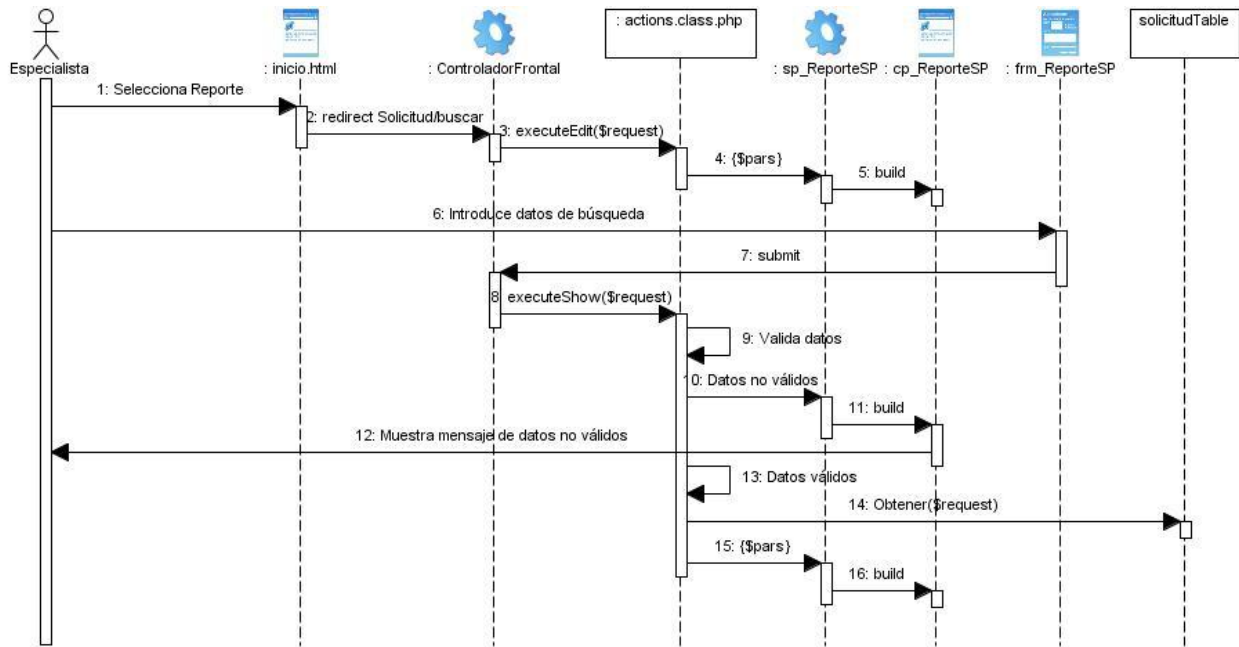 : actions.class.php
solicitudTable
Especialista
: inicio.html
: ControladorFrontal
: sp_ReporteSP
: cp_ReporteSP
: frm_ReporteSP
1: Selecciona Reporte
2: redirect Solicitud/buscar
3: executeEdit($request)
4: {$pars}
5: build
6: Introduce datos de búsqueda
7: submit
8 executeShow($request)
9: Valida datos
10: Datos no válidos
11: build
12: Muestra mensaje de datos no válidos
13: Datos válidos
14: Obtener($request)
15: {$pars}
16: build